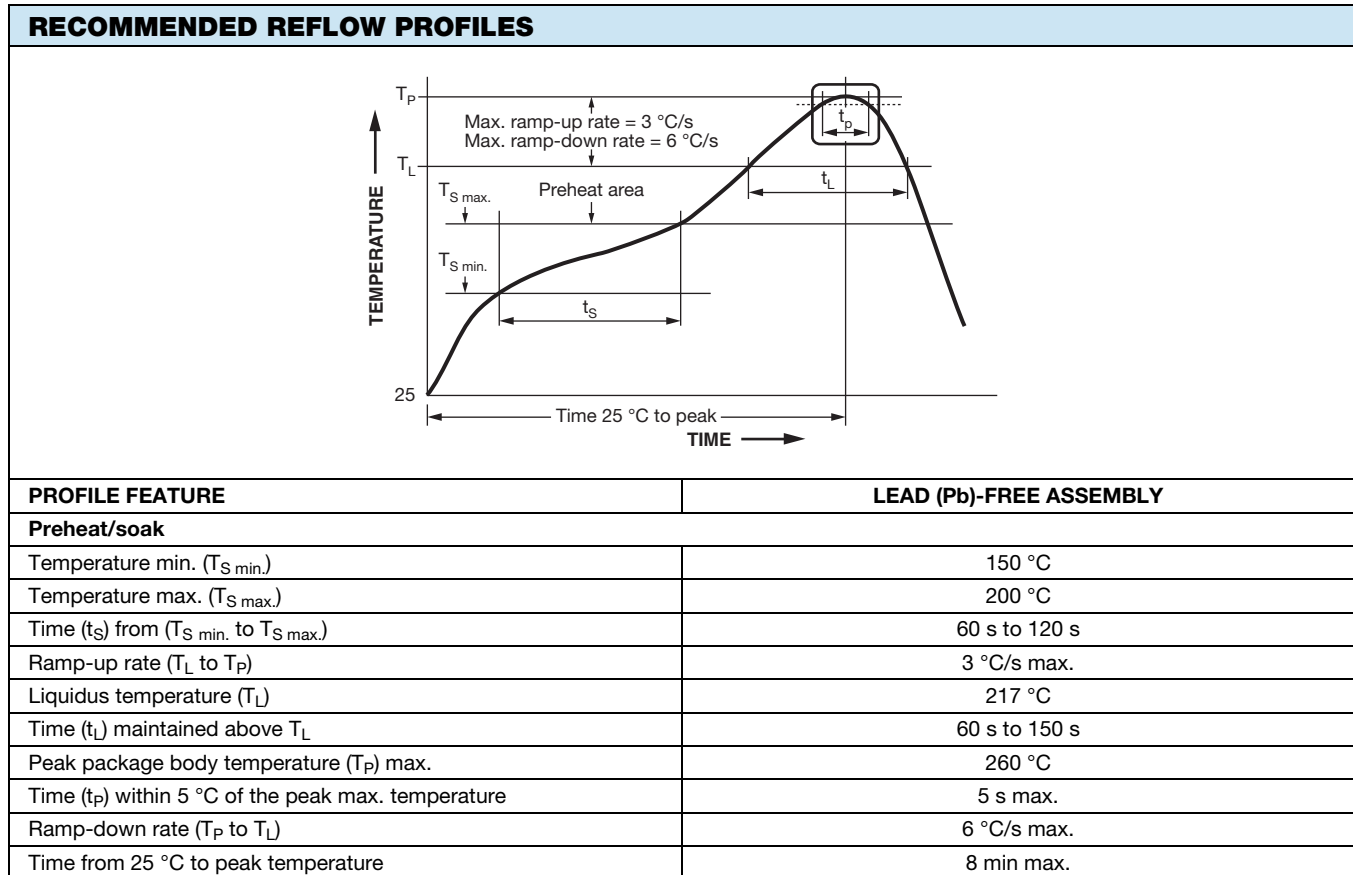 RECOMMENDED REFLOW PROFILES
TP
Max. ramp-up rate = 3 °C/s
Max. ramp-down rate = 6 °C/s
tp
TL
tL
TS max.
Preheat area
TS min.
tS
TEMPERATURE
25
Time 25 °C to peak
TIME
PROFILE FEATURE LEAD (Pb)-FREE ASSEMBLY
Preheat/soak
Temperature min. (TS min.) 150 °C
Temperature max. (TS max.) 200 °C
Time (tS) from (TS min. to TS max.) 60 s to 120 s
Ramp-up rate (TL to TP) 3 °C/s max.
Liquidus temperature (TL) 217 °C
Time (tL) maintained above TL 60 s to 150 s
Peak package body temperature (TP) max. 260 °C
Time (tP) within 5 °C of the peak max. temperature 5 s max.
Ramp-down rate (TP to TL) 6 °C/s max.
Time from 25 °C to peak temperature 8 min max.